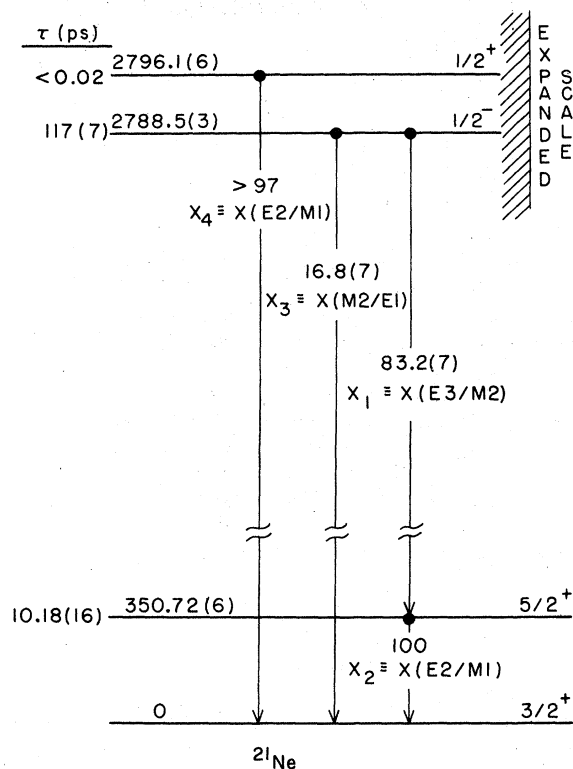 τ (ps)
<0.02 2796.1(6) 1/2+
117(7) 2788.5(3) 1/2−
EXPANDED
SCALE
>97
X4 ≡ X(E2/M1)
16.8(7)
X3 ≡ X(M2/E1)
83.2(7)
X1 ≡ X(E3/M2)
10.18(16) 350.72(6) 5/2+
100
X2 ≡ X(E2/M1)
0 3/2+
21Ne